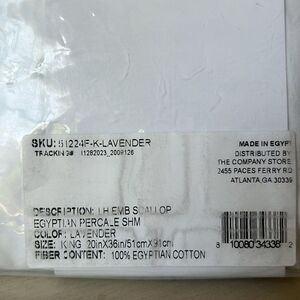 SKU: 51224F-K-LAVENDER
TRACKING# I1282023_2009126
MADE IN EGYPT
DISTRIBUTED BY
THE COMPANY STORE
2455 PACES FERRY RD
ATLANTA,GA 30339
DESCRIPTION: LH EMB SCALLOP
EGYPTIAN PERCALE SHM
COLOR: LAVENDER
SIZE: KING 20inX36in/51cmX91cm
FIBER CONTENT: 100% EGYPTIAN COTTON
8 10080 34338 2